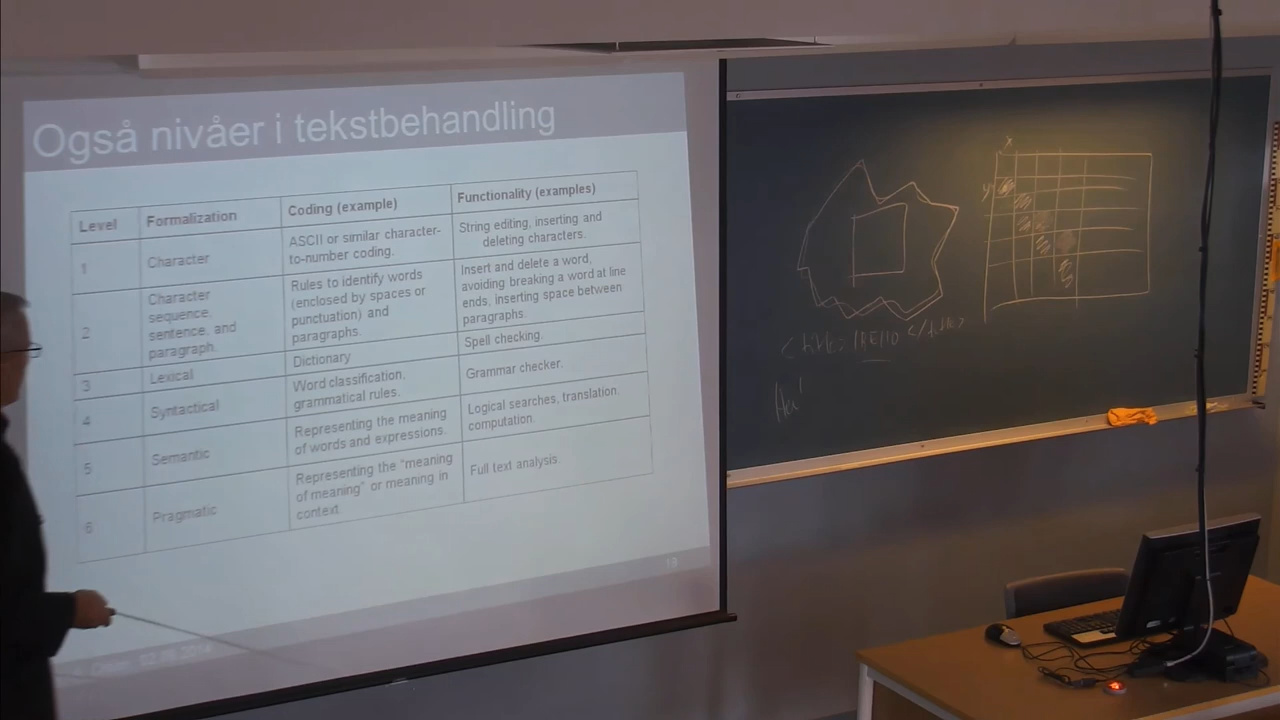 Også nivåer i tekstbehandling
Level Formalization Coding (example) Functionality (examples)
1 Character ASCII or similar character-
to-number coding. String editing, inserting and
deleting characters.
2 Character
sequence,
sentence, and
paragraph. Rules to identify words
(enclosed by spaces or
punctuation) and
paragraphs. Insert and delete a word,
avoiding breaking a word at line
ends, inserting space between
paragraphs.
3 Lexical Dictionary Spell checking.
4 Syntactical Word classification,
grammatical rules. Grammar checker.
5 Semantic Representing the meaning
of words and expressions. Logical searches, translation,
computation.
6 Pragmatic Representing the "meaning
of meaning" or meaning in
context Full text analysis.
x
y